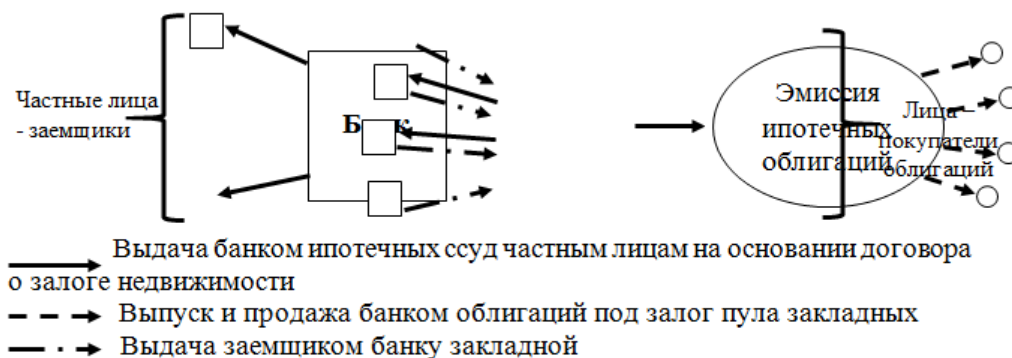 Частные лица
- заемщики
Эмиссия
ипотечных
облигаций
Лица –
покупатели
облигаций
Выдача банком ипотечных ссуд частным лицам на основании договора
о залоге недвижимости
Выпуск и продажа банком облигаций под залог пула закладных
Выдача заемщиком банку закладной